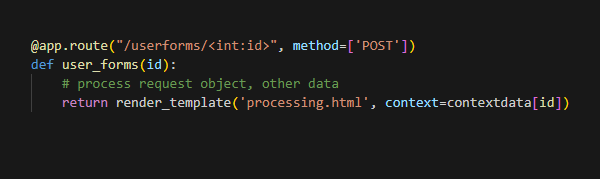 @app.route("/userforms/<int:id>", method=['POST'])
def user_forms(id):
    # process request object, other data
    return render_template('processing.html', context=contextdata[id])